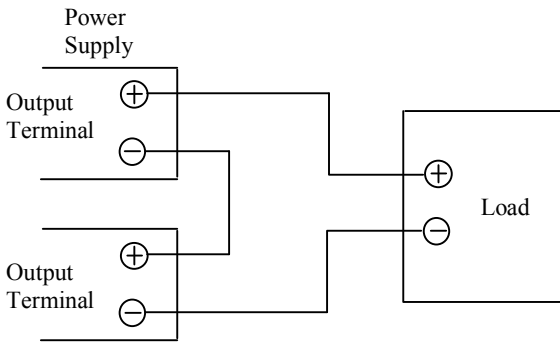 Power
Supply
Output
Terminal
+
−
Load
+
−
Output
Terminal
+
−